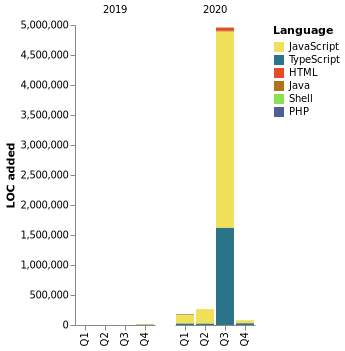 2019
2020
Language
JavaScript
TypeScript
HTML
Java
Shell
PHP
LOC added
5,000,000
4,500,000
4,000,000
3,500,000
3,000,000
2,500,000
2,000,000
1,500,000
1,000,000
500,000
0
Q1
Q2
Q3
Q4
Q1
Q2
Q3
Q4